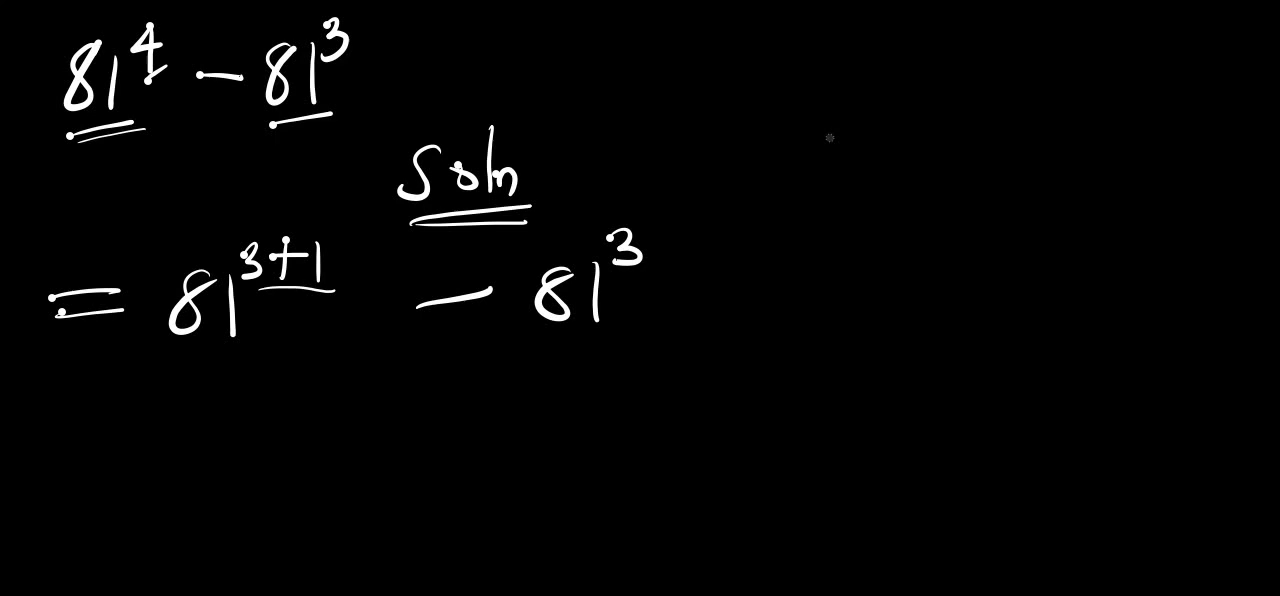 81⁴ - 81³
Soln
= 81³⁺¹ - 81³